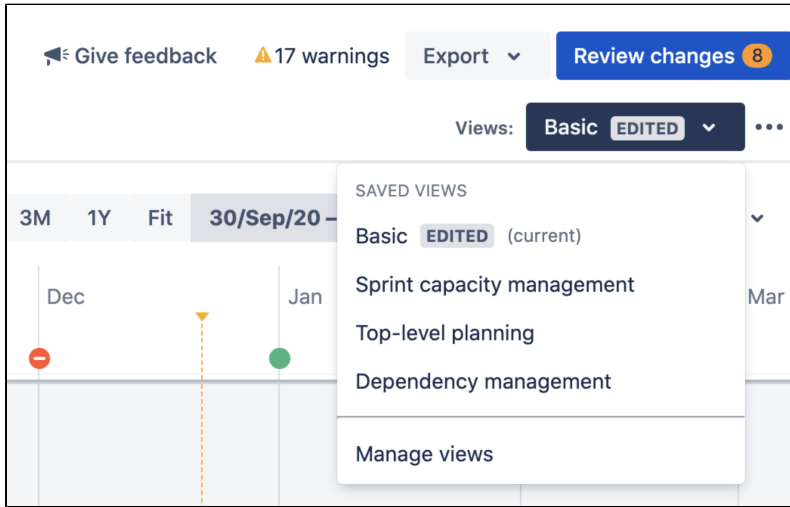 Give feedback 17 warnings Export Review changes 8
Views: Basic EDITED
SAVED VIEWS
3M 1Y Fit 30/Sep/20 –
Basic EDITED (current)
Sprint capacity management
Dec Jan Mar
Top-level planning
Dependency management
Manage views